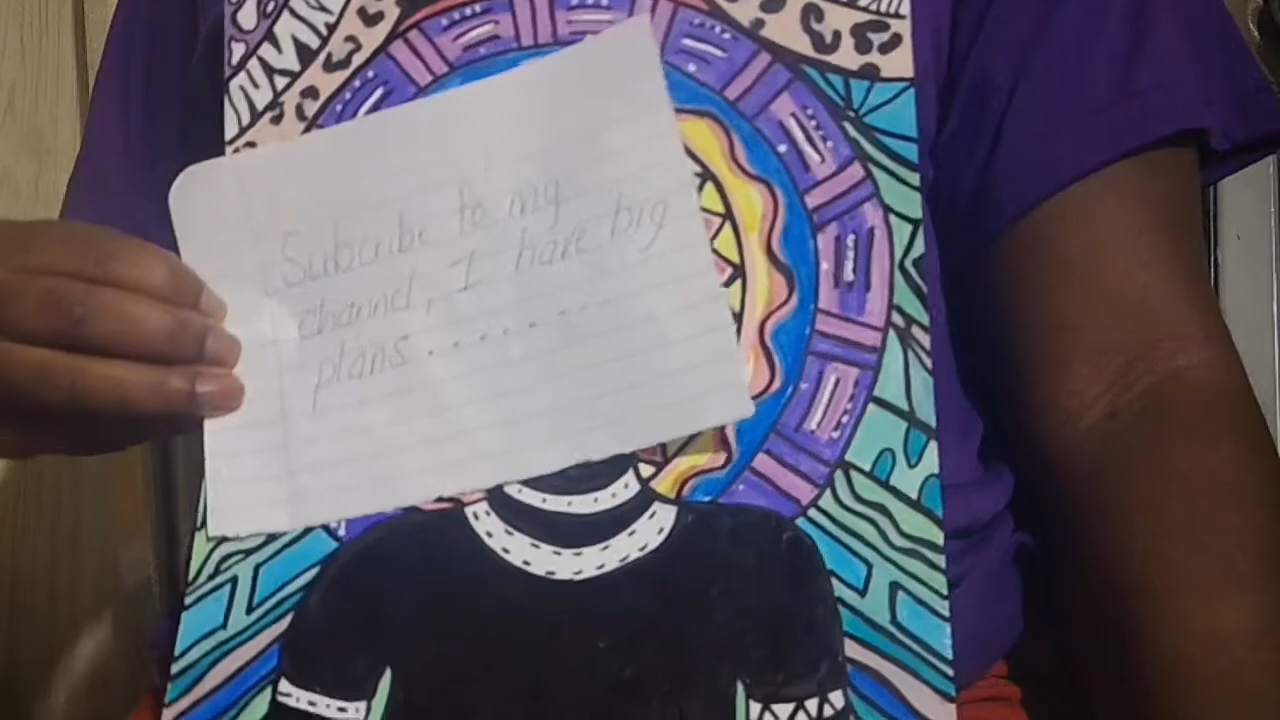 Subcribe to my
channel, I have big
plans..........